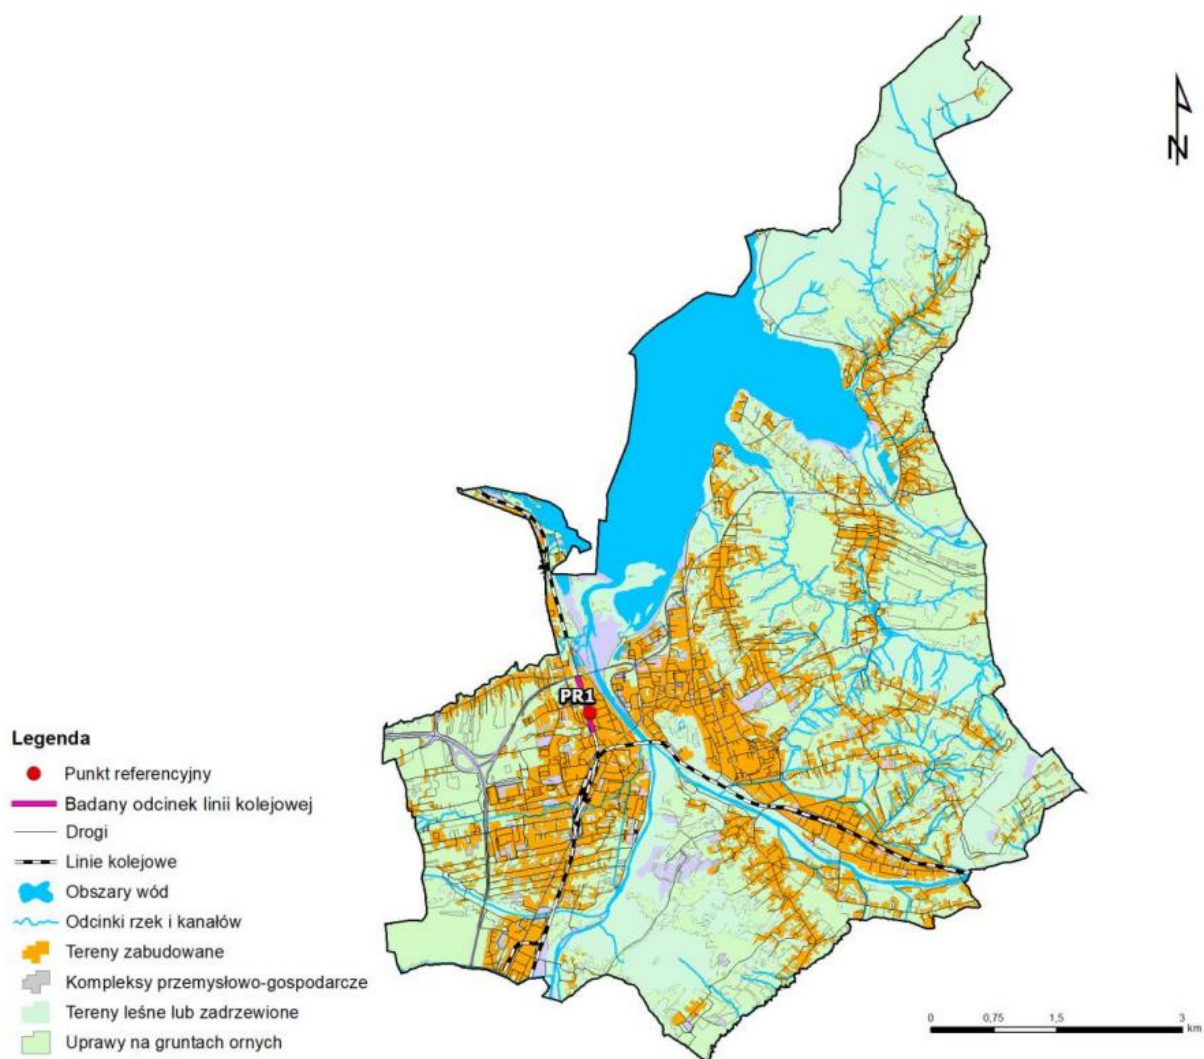 N
PR1
Legenda
Punkt referencyjny
Badany odcinek linii kolejowej
Drogi
Linie kolejowe
Obszary wód
Odcinki rzek i kanałów
Tereny zabudowane
Kompleksy przemysłowo-gospodarcze
Tereny leśne lub zadrzewione
Uprawy na gruntach ornych
0 0,75 1,5 3
km